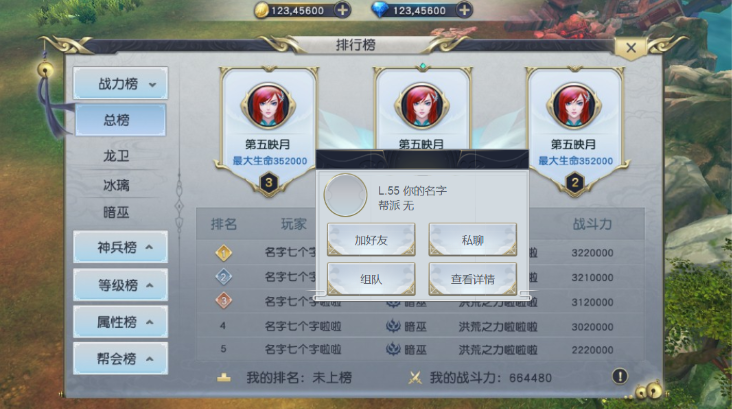 123,45600 123,45600
排行榜
战力榜
总榜
龙卫
冰璃
暗巫
神兵榜
等级榜
属性榜
帮会榜
第五映月 第五映月 第五映月
最大生命352000 最大生命352000
3 2
L.55 你的名字
帮派 无
加好友 私聊
组队 查看详情
排名 玩家 战斗力
1 名字七个字 啦 3220000
2 名字七个字 3210000
3 名字七个字啦啦 暗巫 洪荒之力啦啦啦 3120000
4 名字七个字啦啦 暗巫 洪荒之力啦啦啦啦 3020000
5 名字七个字啦啦 暗巫 洪荒之力啦啦啦啦 2220000
我的排名：未上榜 我的战斗力：664480